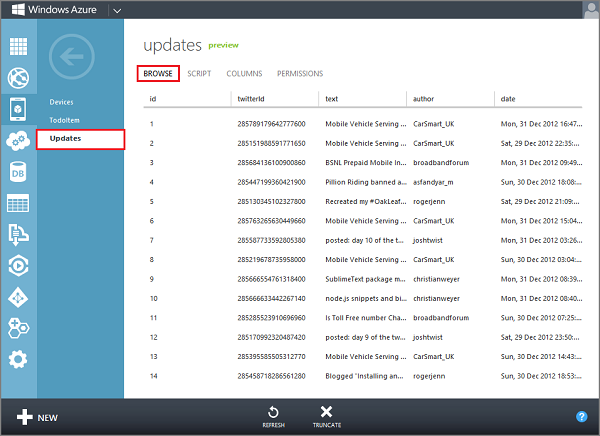 Windows Azure
updates preview
BROWSE SCRIPT COLUMNS PERMISSIONS
Devices
TodoItem
Updates
DB
id twitterId text author date
1 285789179642777600 Mobile Vehicle Serving ... CarSmart_UK Mon, 31 Dec 2012 16:47...
2 285151988591771650 Mobile Vehicle Serving ... CarSmart_UK Sat, 29 Dec 2012 22:35:...
3 285684136100900860 BSNL Prepaid Mobile In... broadbandforum Mon, 31 Dec 2012 09:49...
4 285447199360421900 Pillion Riding banned a... asfandyar_m Sun, 30 Dec 2012 18:08:...
5 285130345102327800 Recreated my #OakLeaf... rogerjenn Sat, 29 Dec 2012 21:09:...
6 285763265630449660 Mobile Vehicle Serving ... CarSmart_UK Mon, 31 Dec 2012 15:04...
7 285587733592805380 posted: day 10 of the t... joshtwist Mon, 31 Dec 2012 03:26...
8 285219678735958000 Mobile Vehicle Serving ... CarSmart_UK Sun, 30 Dec 2012 03:04:...
9 285666554761318400 SublimeText package m... christianweyer Mon, 31 Dec 2012 08:39...
10 285666633442267140 node.js snippets and bi... christianweyer Mon, 31 Dec 2012 08:40...
11 285285523910696960 Is Toll Free number Cha... broadbandforum Sun, 30 Dec 2012 07:25:...
12 285170992320487420 posted: day 9 of the tw... joshtwist Sat, 29 Dec 2012 23:50:...
13 285395585505312770 Mobile Vehicle Serving ... CarSmart_UK Sun, 30 Dec 2012 14:43:...
14 285458718286561280 Blogged 'Installing an... rogerjenn Sun, 30 Dec 2012 18:53:...
NEW REFRESH TRUNCATE ?